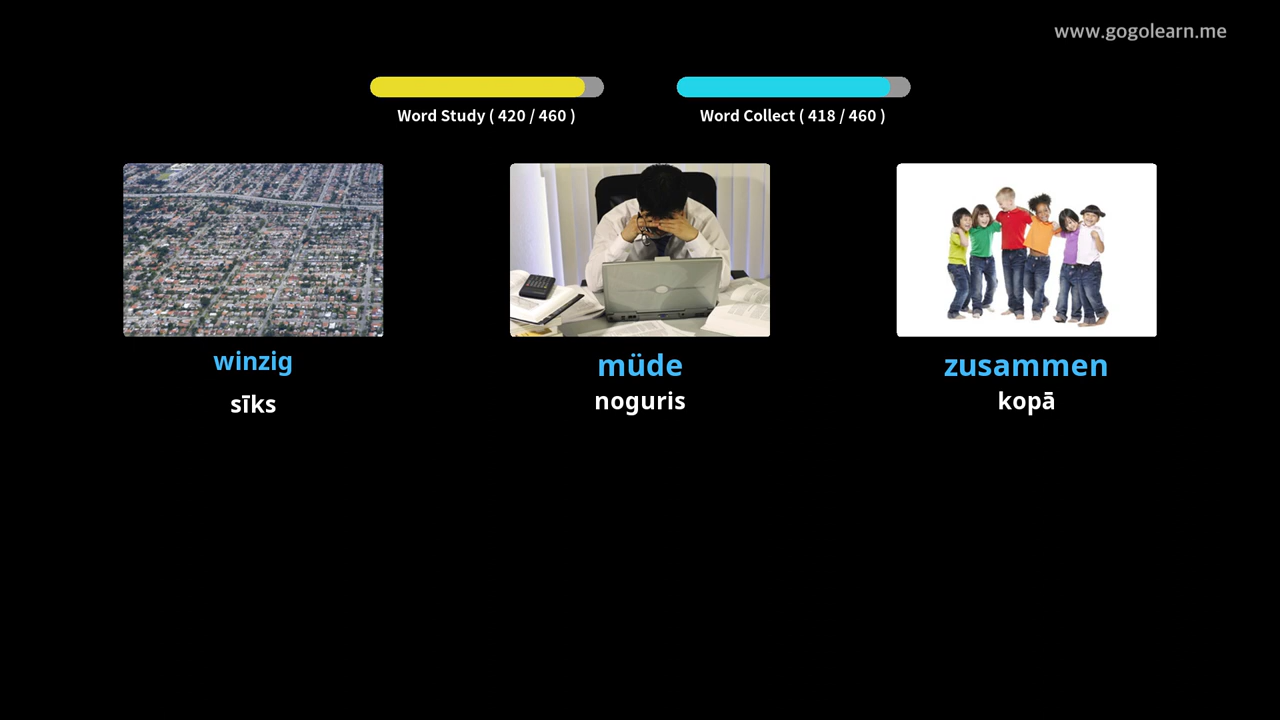 www.gogolearn.me
Word Study ( 420 / 460 )
Word Collect ( 418 / 460 )
winzig
sīks
müde
noguris
zusammen
kopā